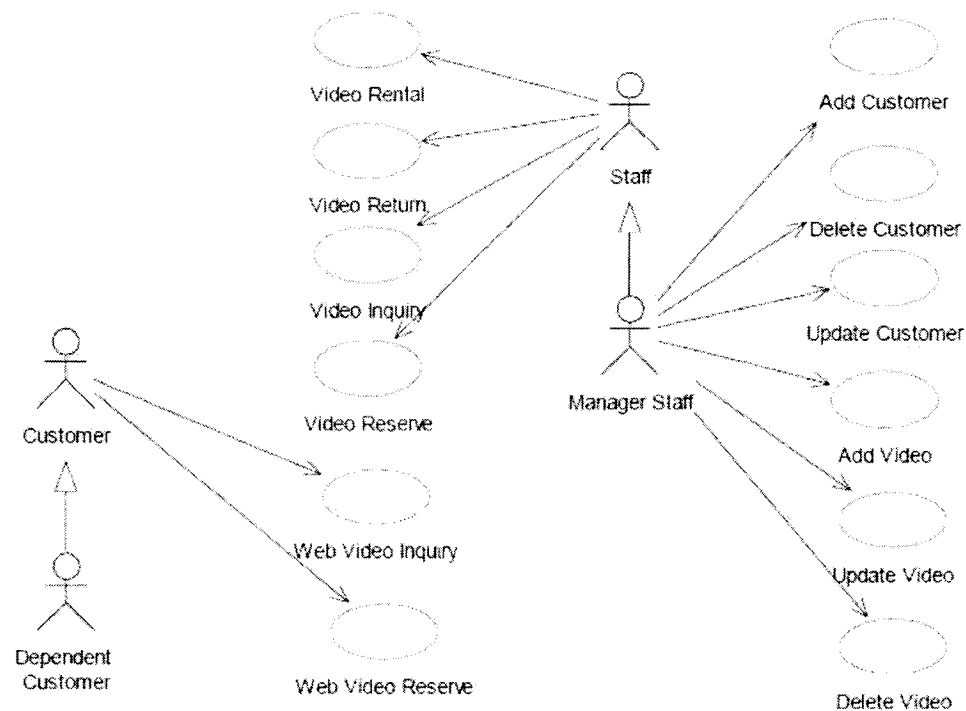 Video Rental
Add Customer
Staff
Video Return
Delete Customer
Video Inquiry
Update Customer
Manager Staff
Video Reserve
Customer
Add Video
Web Video Inquiry
Update Video
Dependent
Customer
Web Video Reserve
Delete Video